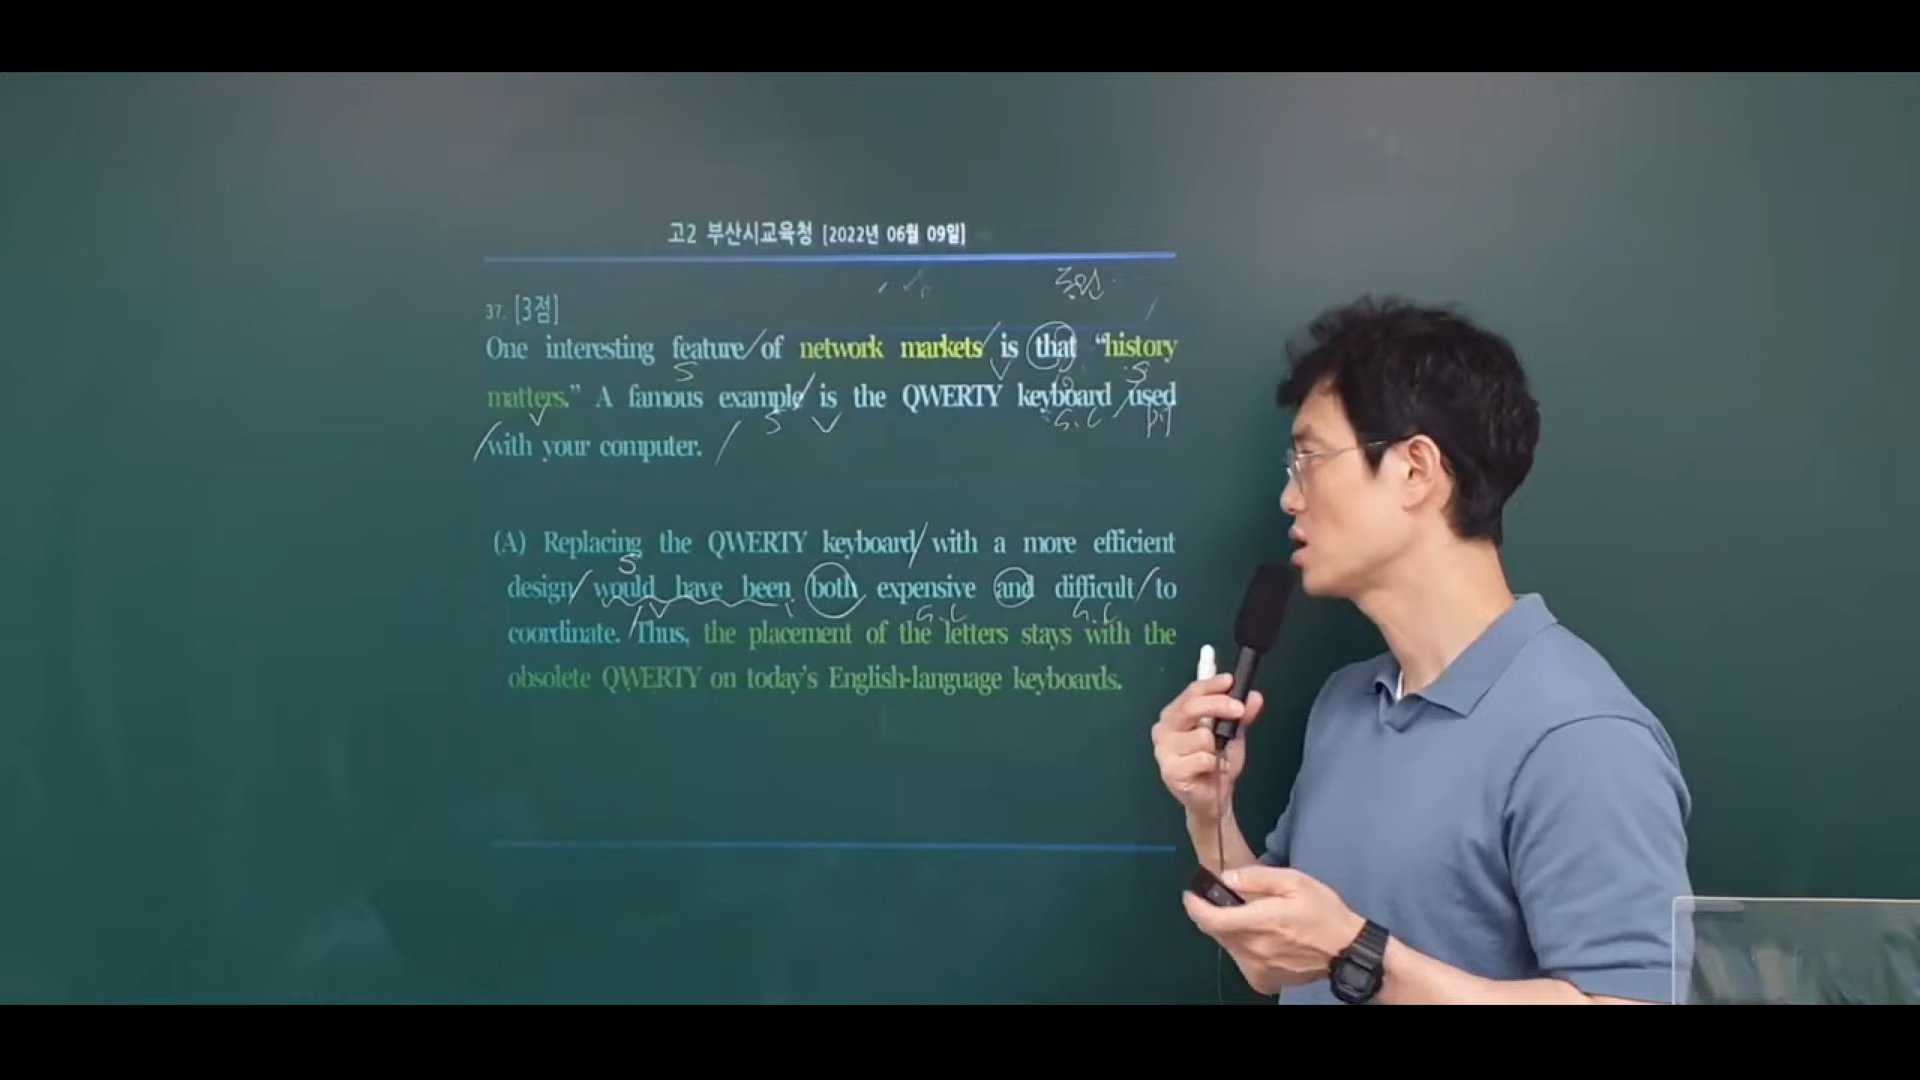 고2 부산시교육청 [2022년 06월 09일]
37. [3점]
One interesting feature of network markets is that “history
matters.” A famous example is the QWERTY keyboard used
with your computer.
(A) Replacing the QWERTY keyboard with a more efficient
design would have been both expensive and difficult to
coordinate. Thus, the placement of the letters stays with the
obsolete QWERTY on today's English-language keyboards.